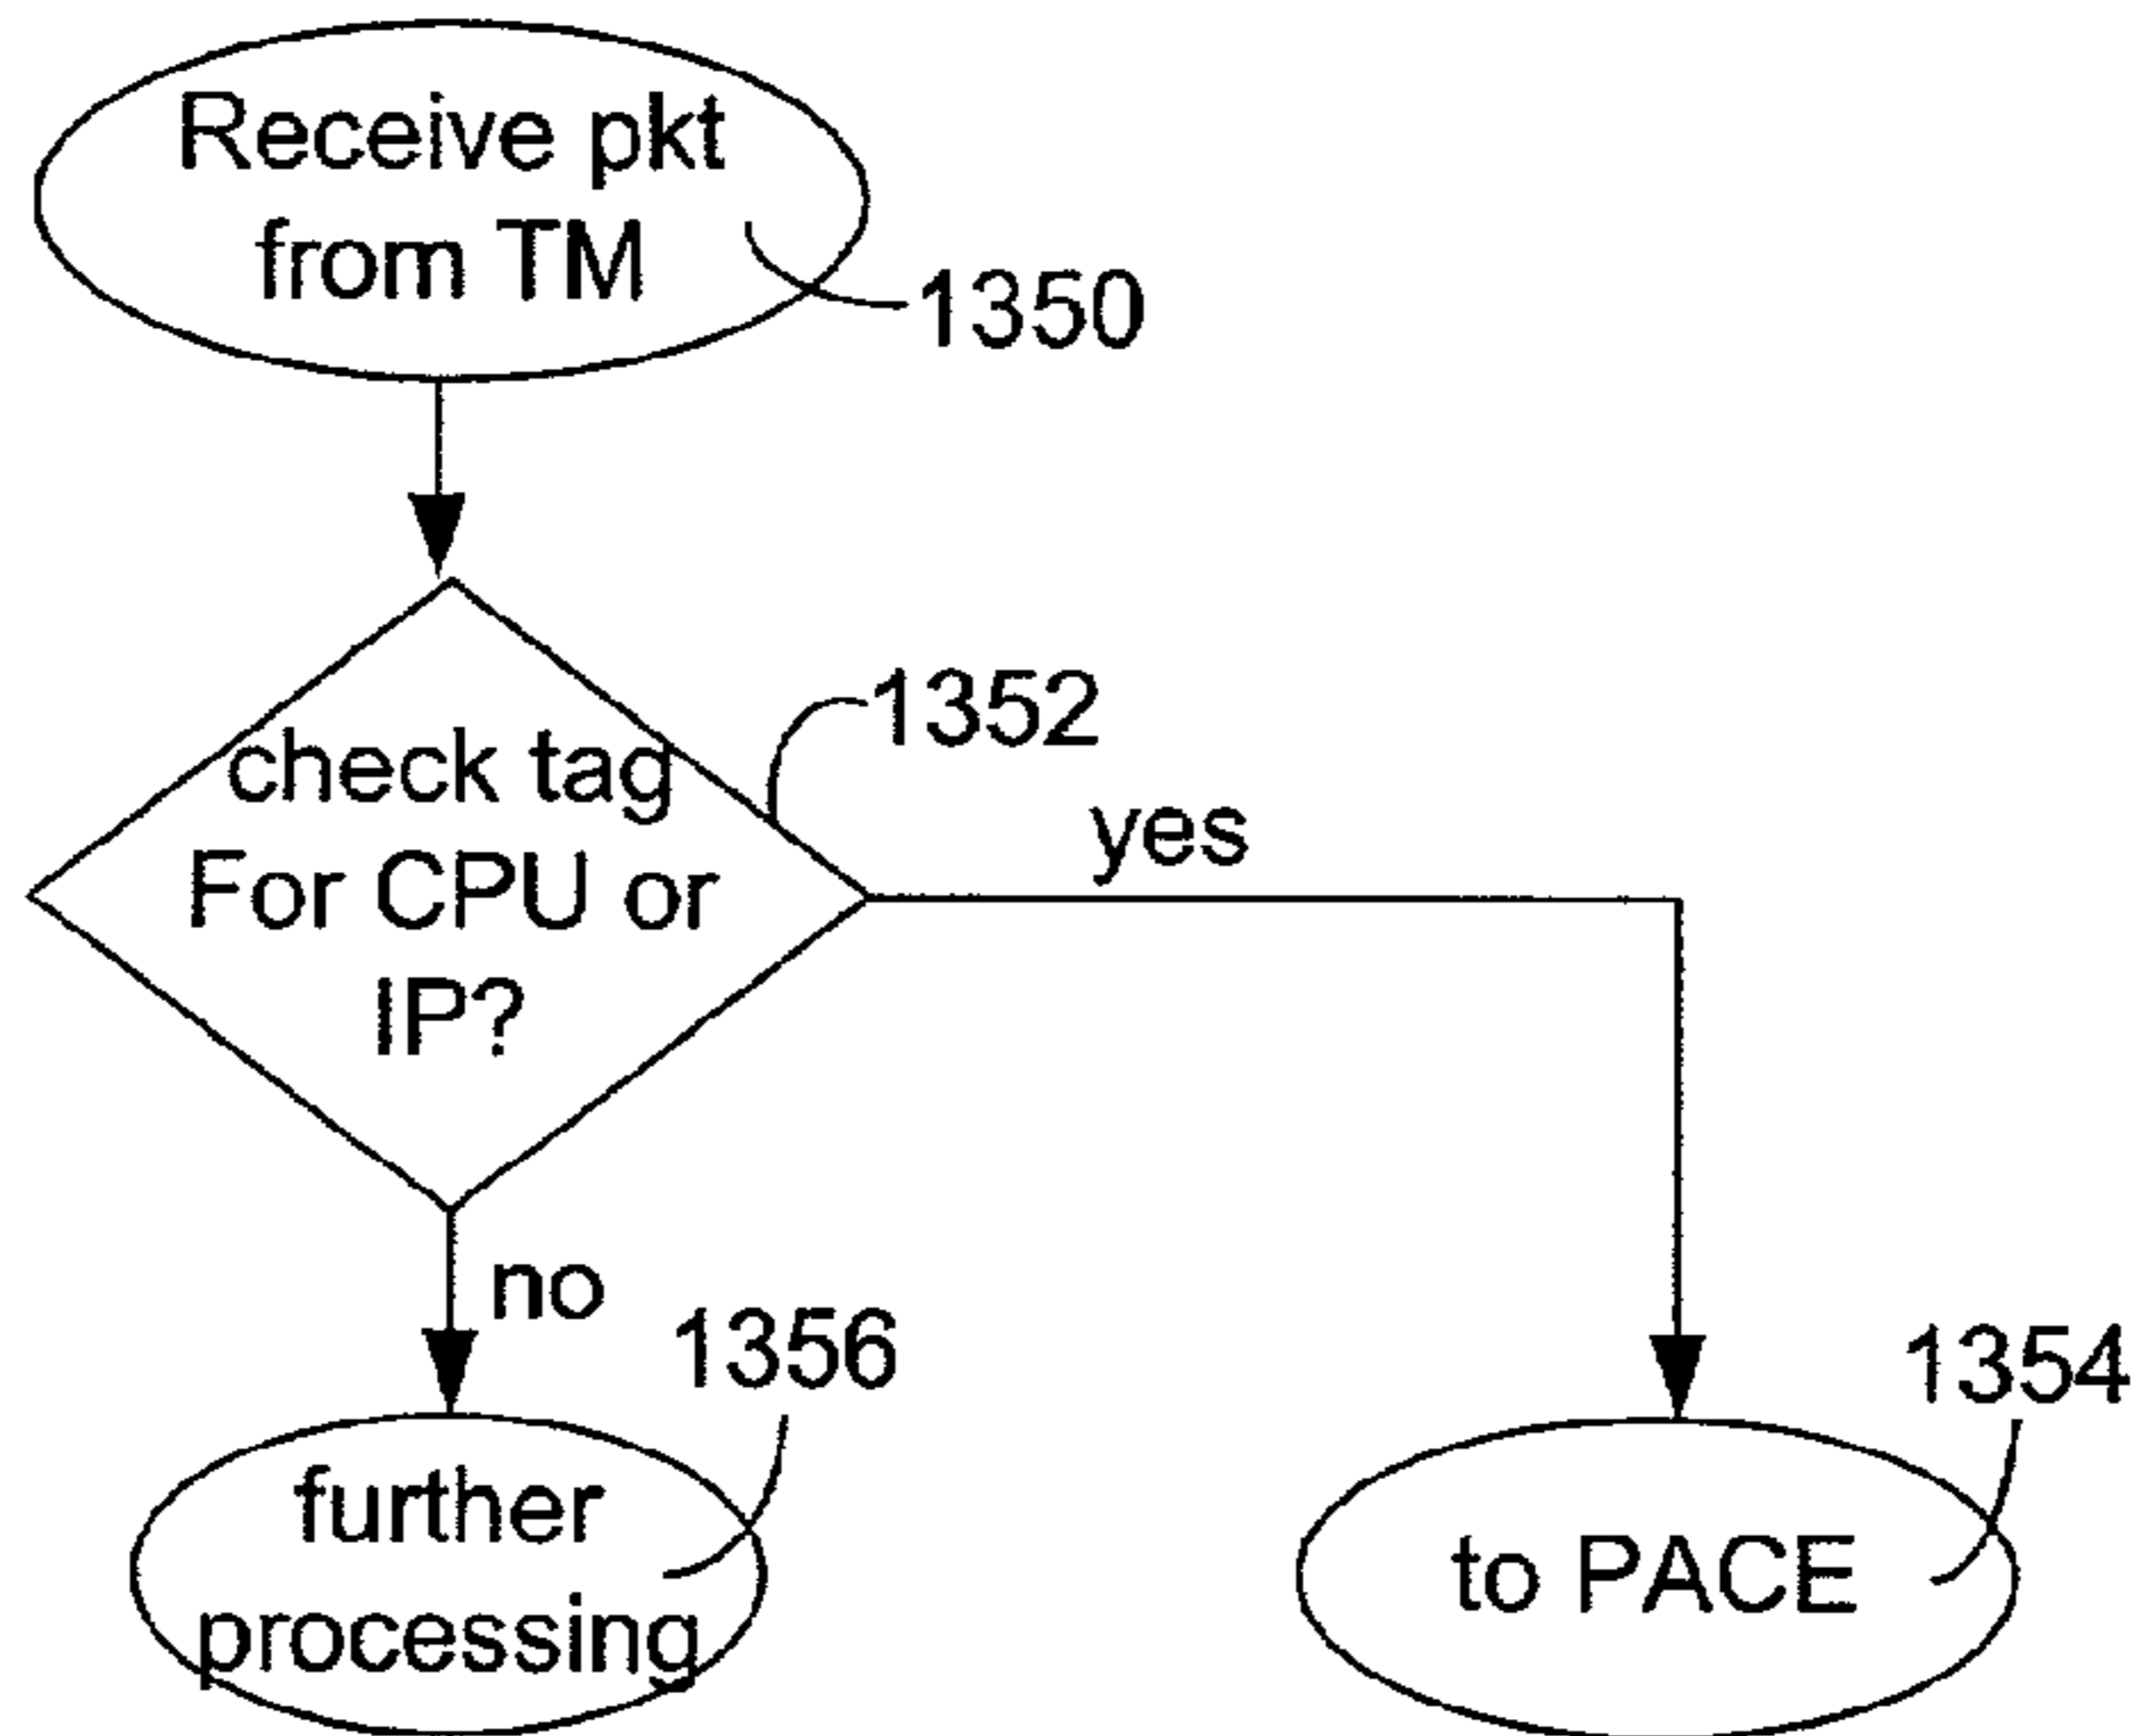 Receive pkt
from TM
1350
1352
check tag
For CPU or
IP?
yes
no
1356
further
processing
1354
to PACE